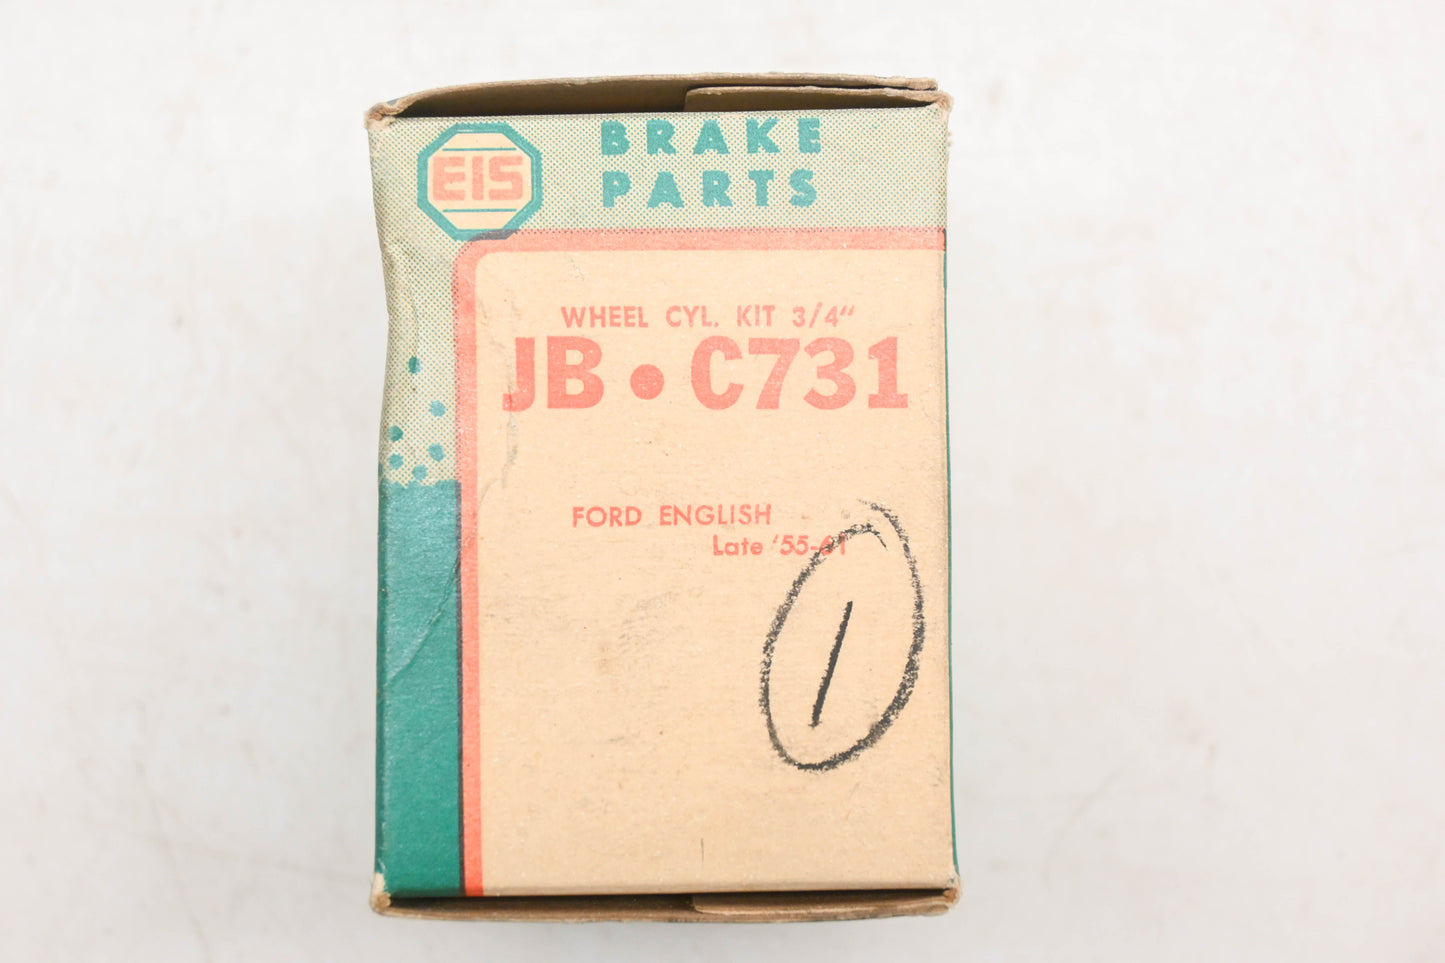 EIS
BRAKE
PARTS
WHEEL CYL. KIT 3/4"
JB • C731
FORD ENGLISH
Late '55-61
1